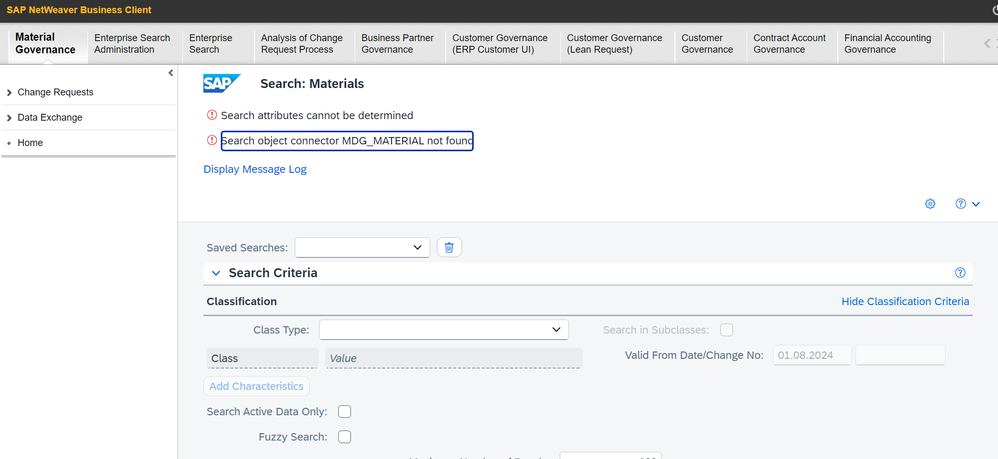 SAP NetWeaver Business Client
Material Governance
Enterprise Search Administration
Enterprise Search
Analysis of Change Request Process
Business Partner Governance
Customer Governance (ERP Customer UI)
Customer Governance (Lean Request)
Customer Governance
Contract Account Governance
Financial Accounting Governance
Change Requests
Data Exchange
Home
SAP
Search: Materials
Search attributes cannot be determined
Search object connector MDG_MATERIAL not found
Display Message Log
Saved Searches:
Search Criteria
Classification
Hide Classification Criteria
Class Type:
Search in Subclasses:
Class
Value
Valid From Date/Change No:
01.08.2024
Add Characteristics
Search Active Data Only:
Fuzzy Search: